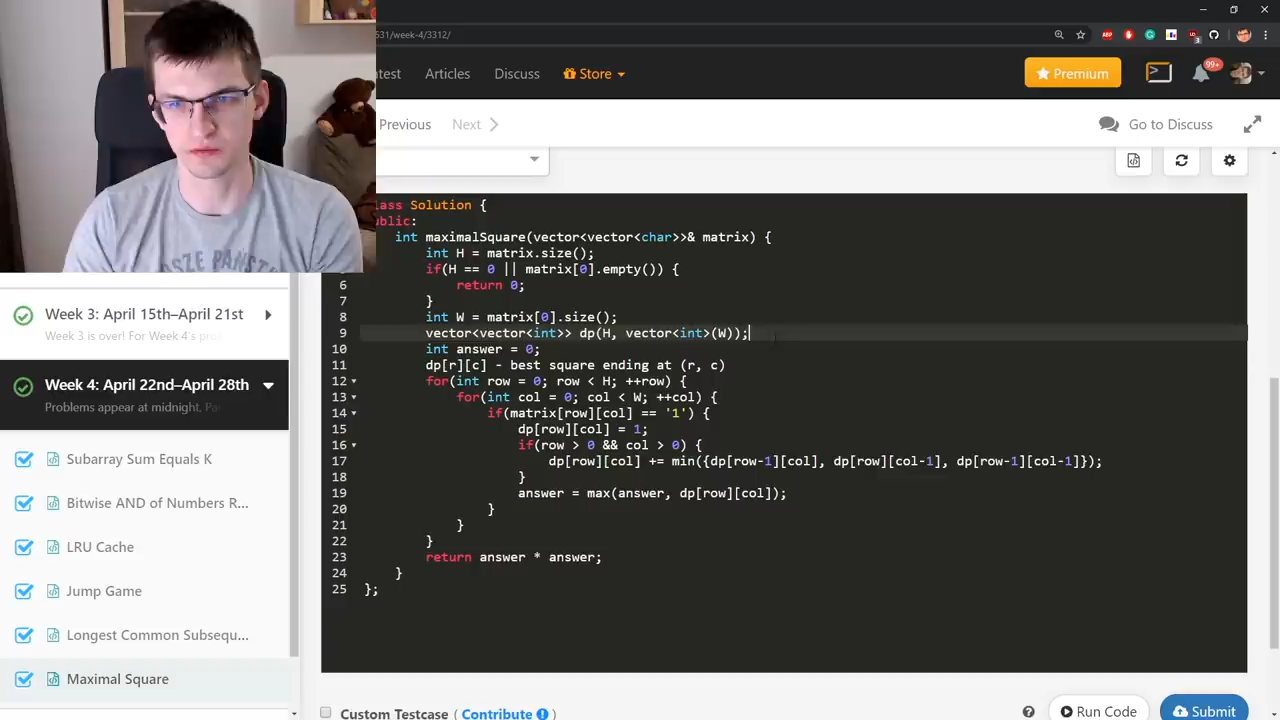 531/week-4/3312/
ntest Articles Discuss Store Premium 99+
Previous Next Go to Discuss
SZE PANST
Week 3: April 15th–April 21st
Week 3 is over! For Week 4's pro
Week 4: April 22nd–April 28th
Problems appear at midnight, Pa
Subarray Sum Equals K
Bitwise AND of Numbers R...
LRU Cache
Jump Game
Longest Common Subsequ...
Maximal Square
ass Solution {
ublic:
int maximalSquare(vector<vector<char>>& matrix) {
int H = matrix.size();
if(H == 0 || matrix[0].empty()) {
6 return 0;
7 }
8 int W = matrix[0].size();
9 vector<vector<int>> dp(H, vector<int>(W));
10 int answer = 0;
11 dp[r][c] - best square ending at (r, c)
12 for(int row = 0; row < H; ++row) {
13 for(int col = 0; col < W; ++col) {
14 if(matrix[row][col] == '1') {
15 dp[row][col] = 1;
16 if(row > 0 && col > 0) {
17 dp[row][col] += min({dp[row-1][col], dp[row][col-1], dp[row-1][col-1]});
18 }
19 answer = max(answer, dp[row][col]);
20 }
21 }
22 }
23 return answer * answer;
24 }
25 };
Custom Testcase ( Contribute ) Run Code Submit